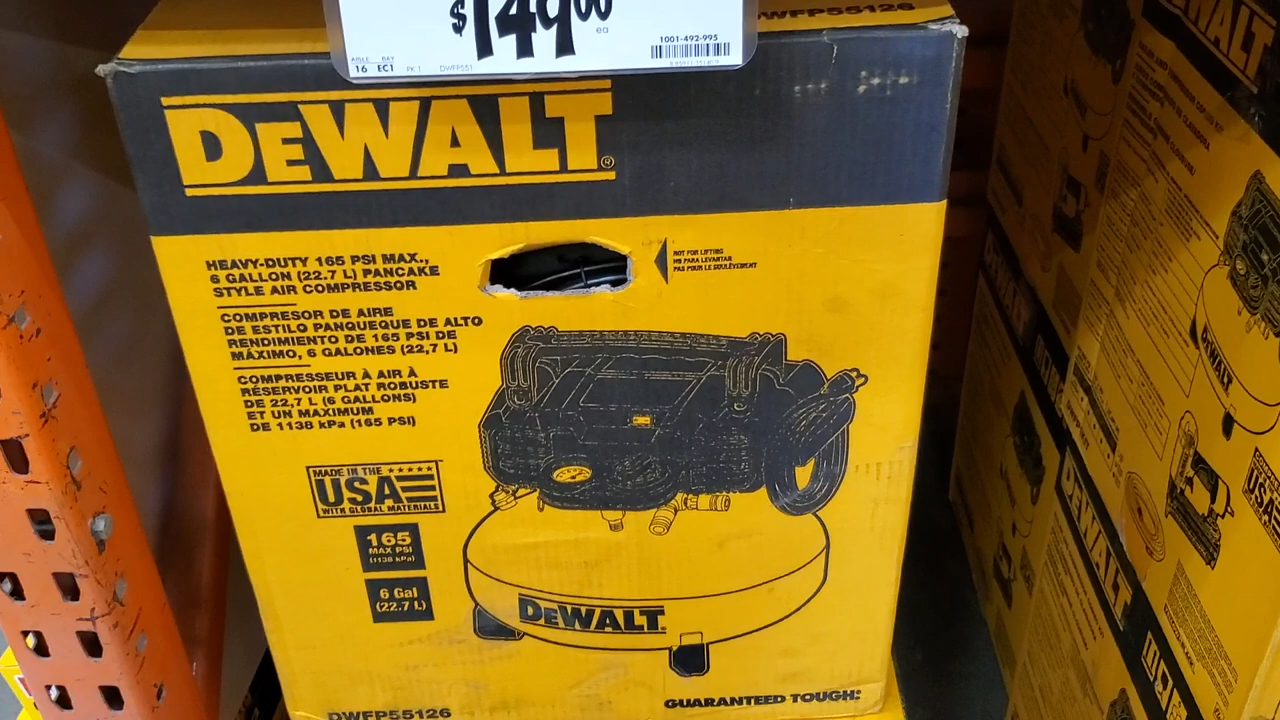 $149.00
ea
1001-492-995
AISLE BAY
16 EC1 PK 1 DWFP551
DWFP55126
DeWALT®
HEAVY-DUTY 165 PSI MAX.,
6 GALLON (22.7 L) PANCAKE
STYLE AIR COMPRESSOR
NOT FOR LIFTING
NO PARA LEVANTAR
PAS POUR LE SOULÈVEMENT
COMPRESOR DE AIRE
DE ESTILO PANQUEQUE DE ALTO
RENDIMIENTO DE 165 PSI DE
MÁXIMO, 6 GALONES (22,7 L)
COMPRESSEUR À AIR À
RÉSERVOIR PLAT ROBUSTE
DE 22,7 L (6 GALLONS)
ET UN MAXIMUM
DE 1138 kPa (165 PSI)
MADE IN THE
USA
WITH GLOBAL MATERIALS
165
MAX PSI
(1138 kPa)
6 Gal
(22.7 L)
DeWALT
GUARANTEED TOUGH.®
DWFP55126
DeWALT
DeWALT
DeWALT